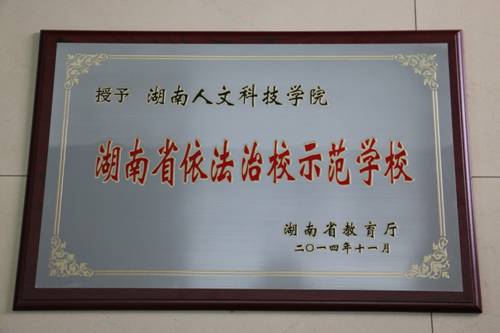 授予 湖南人文科技学院
湖南省依法治校示范学校
湖南省教育厅
二〇一四年十一月